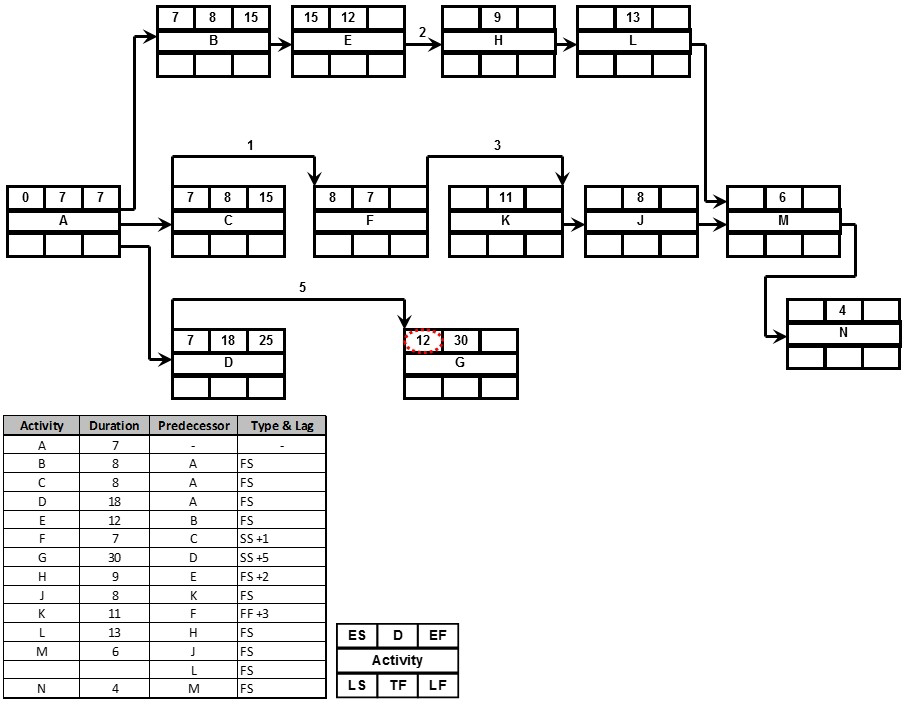 7 8 15
B
15 12
E
2
9
H
13
L
1
3
0 7 7
A
7 8 15
C
8 7
F
11
K
8
J
6
M
5
7 18 25
D
12 30
G
4
N
Activity Duration Predecessor Type & Lag
A 7 - -
B 8 A FS
C 8 A FS
D 18 A FS
E 12 B FS
F 7 C SS +1
G 30 D SS +5
H 9 E FS +2
J 8 K FS
K 11 F FF +3
L 13 H FS
M 6 J FS
L FS
N 4 M FS
ES D EF
Activity
LS TF LF